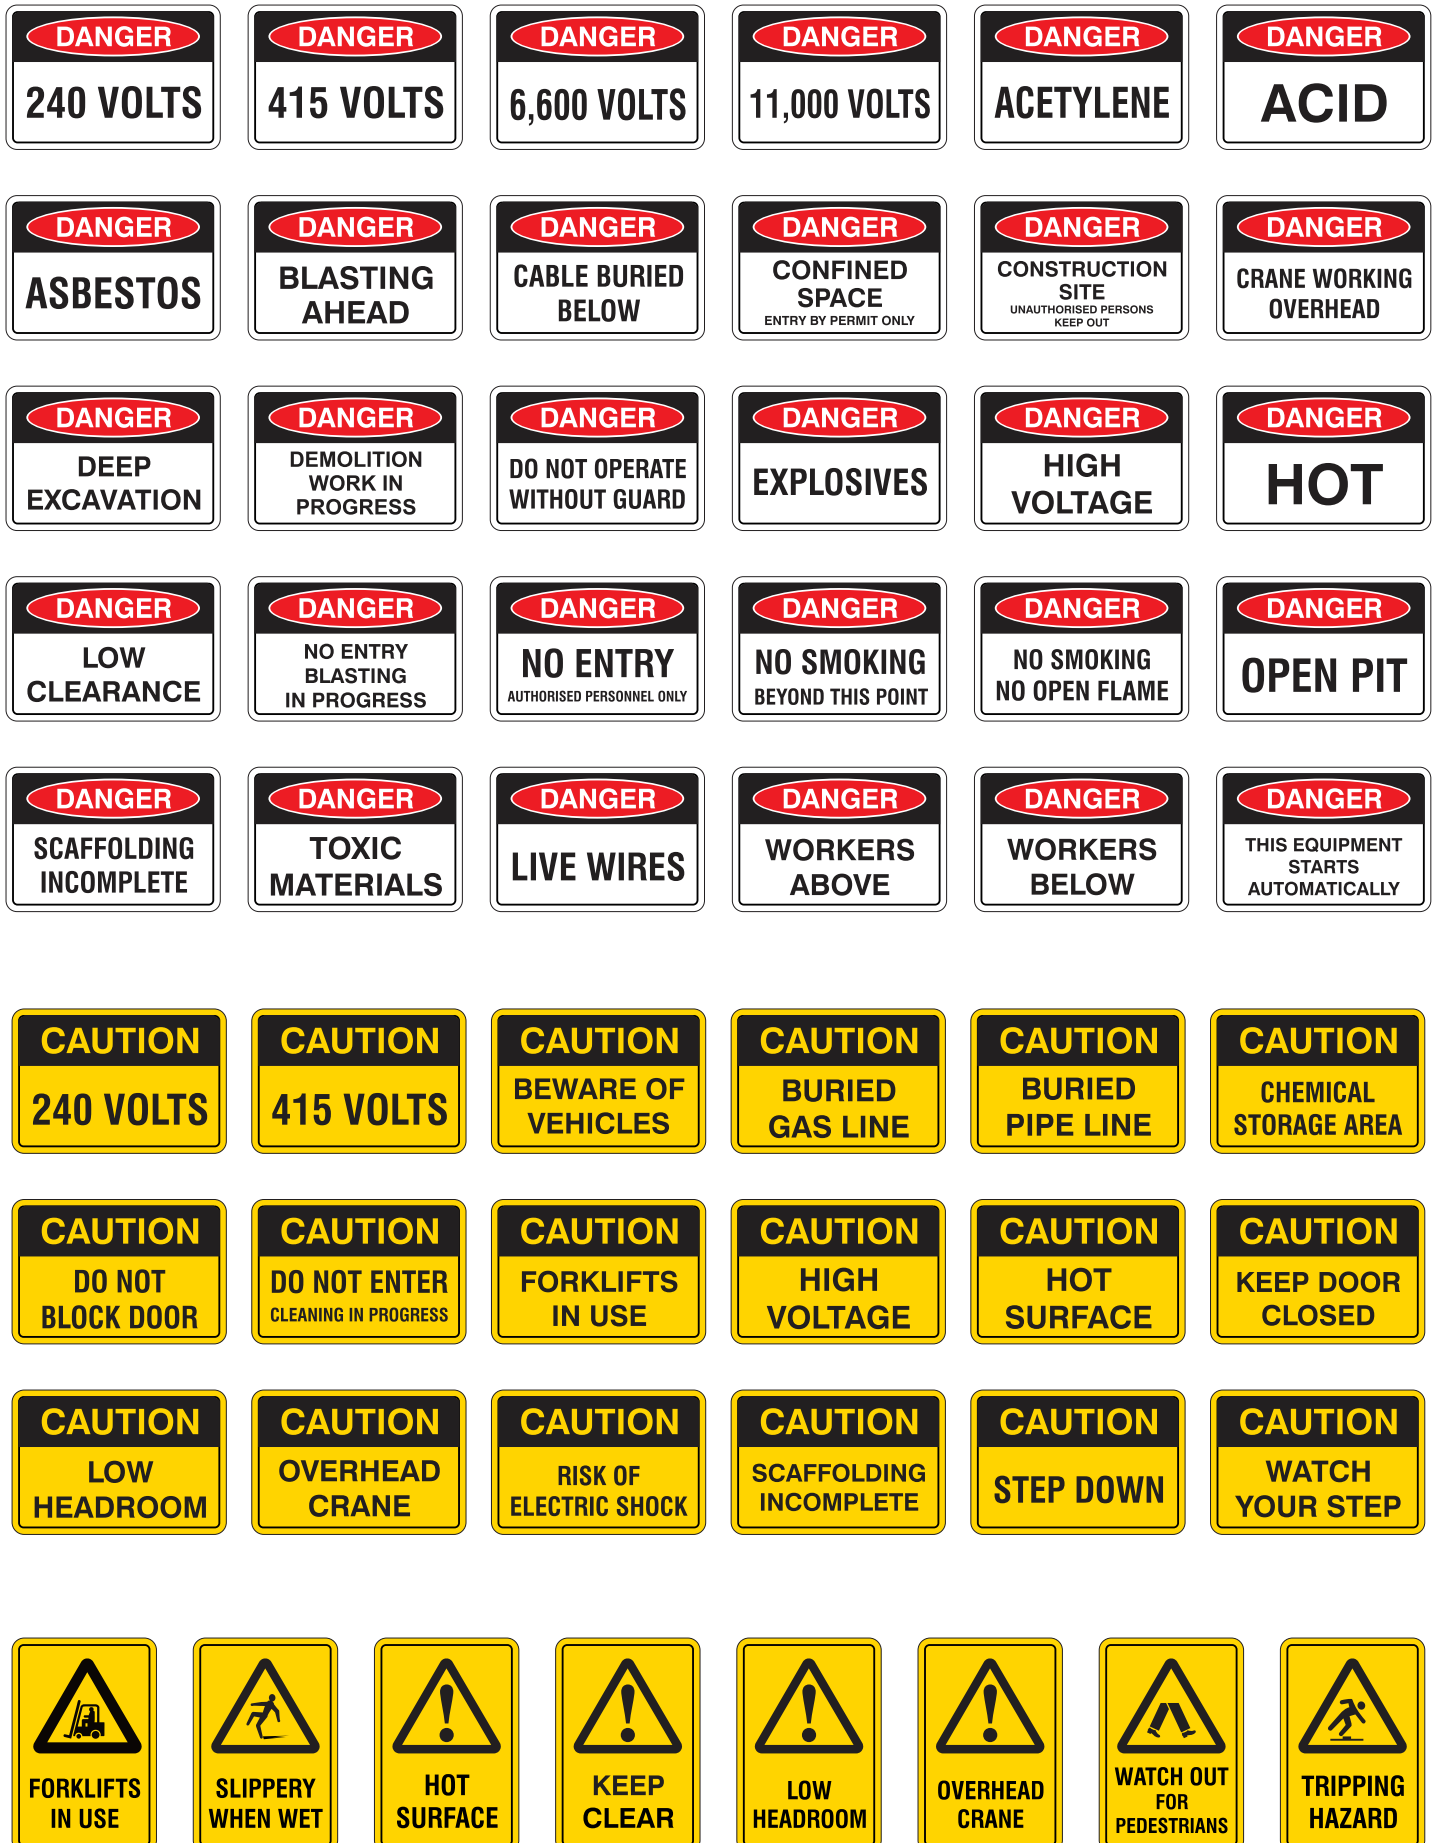 DANGER
240 VOLTS
DANGER
415 VOLTS
DANGER
6,600 VOLTS
DANGER
11,000 VOLTS
DANGER
ACETYLENE
DANGER
ACID
DANGER
ASBESTOS
DANGER
BLASTING
AHEAD
DANGER
CABLE BURIED
BELOW
DANGER
CONFINED
SPACE
ENTRY BY PERMIT ONLY
DANGER
CONSTRUCTION
SITE
UNAUTHORISED PERSONS
KEEP OUT
DANGER
CRANE WORKING
OVERHEAD
DANGER
DEEP
EXCAVATION
DANGER
DEMOLITION
WORK IN
PROGRESS
DANGER
DO NOT OPERATE
WITHOUT GUARD
DANGER
EXPLOSIVES
DANGER
HIGH
VOLTAGE
DANGER
HOT
DANGER
LOW
CLEARANCE
DANGER
NO ENTRY
BLASTING
IN PROGRESS
DANGER
NO ENTRY
AUTHORISED PERSONNEL ONLY
DANGER
NO SMOKING
BEYOND THIS POINT
DANGER
NO SMOKING
NO OPEN FLAME
DANGER
OPEN PIT
DANGER
SCAFFOLDING
INCOMPLETE
DANGER
TOXIC
MATERIALS
DANGER
LIVE WIRES
DANGER
WORKERS
ABOVE
DANGER
WORKERS
BELOW
DANGER
THIS EQUIPMENT
STARTS
AUTOMATICALLY
CAUTION
240 VOLTS
CAUTION
415 VOLTS
CAUTION
BEWARE OF
VEHICLES
CAUTION
BURIED
GAS LINE
CAUTION
BURIED
PIPE LINE
CAUTION
CHEMICAL
STORAGE AREA
CAUTION
DO NOT
BLOCK DOOR
CAUTION
DO NOT ENTER
CLEANING IN PROGRESS
CAUTION
FORKLIFTS
IN USE
CAUTION
HIGH
VOLTAGE
CAUTION
HOT
SURFACE
CAUTION
KEEP DOOR
CLOSED
CAUTION
LOW
HEADROOM
CAUTION
OVERHEAD
CRANE
CAUTION
RISK OF
ELECTRIC SHOCK
CAUTION
SCAFFOLDING
INCOMPLETE
CAUTION
STEP DOWN
CAUTION
WATCH
YOUR STEP
FORKLIFTS
IN USE
SLIPPERY
WHEN WET
HOT
SURFACE
KEEP
CLEAR
LOW
HEADROOM
OVERHEAD
CRANE
WATCH OUT
FOR
PEDESTRIANS
TRIPPING
HAZARD